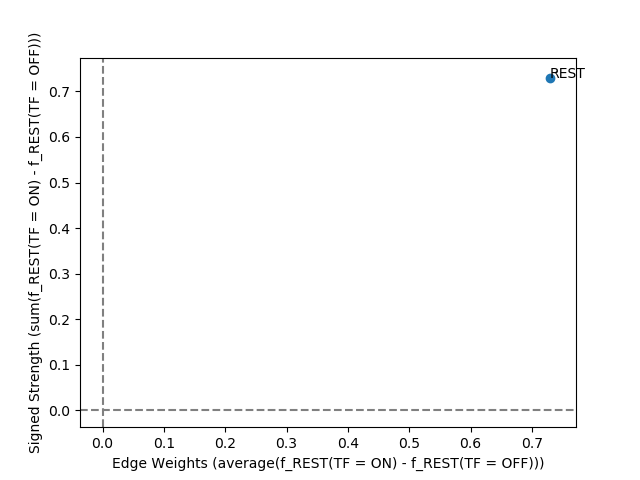 REST
Signed Strength (sum(f_REST(TF = ON) - f_REST(TF = OFF)))
0.7
0.6
0.5
0.4
0.3
0.2
0.1
0.0
0.0 0.1 0.2 0.3 0.4 0.5 0.6 0.7
Edge Weights (average(f_REST(TF = ON) - f_REST(TF = OFF)))